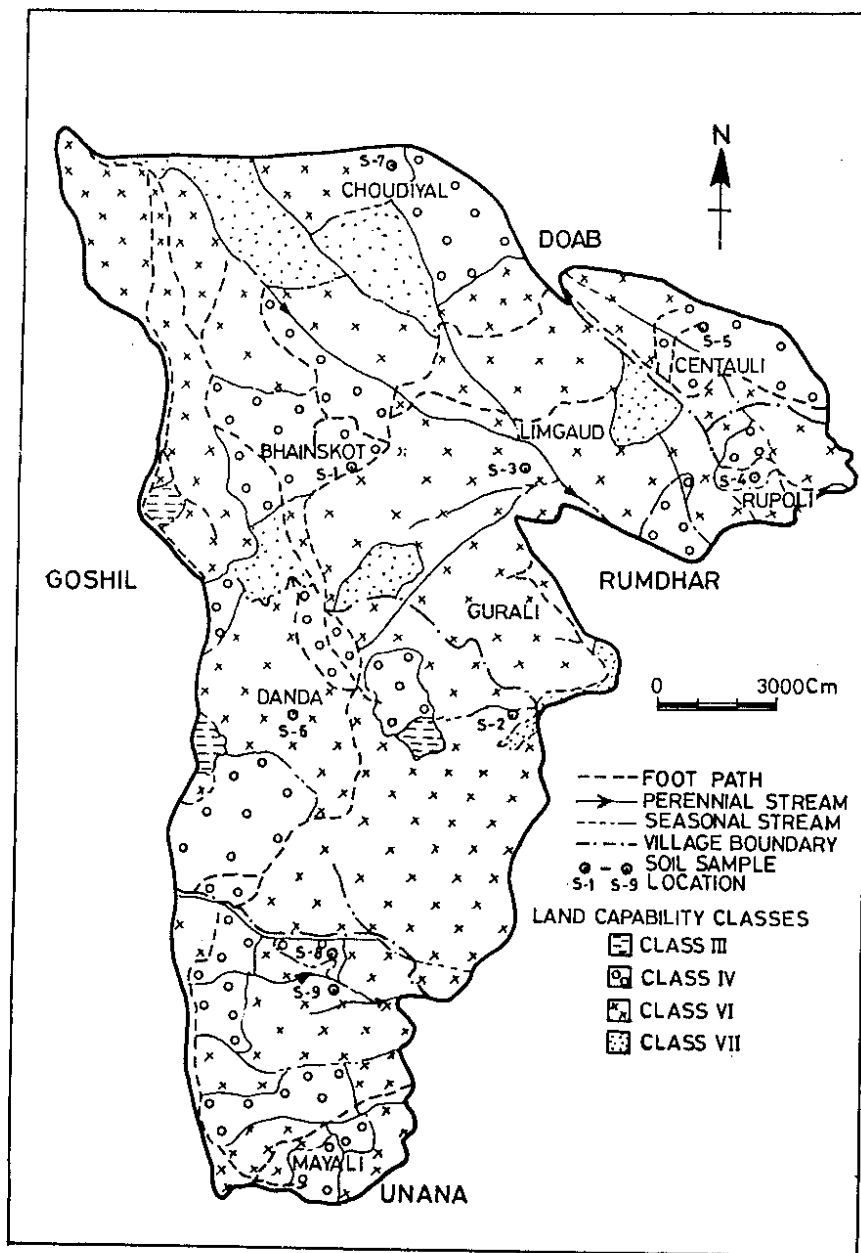 N
S-7
CHOUDIYAL
DOAB
S-5
CENTAULI
LIMGAUD
BHAINSKOT
S-1
S-3
S-4
RUPOLI
GOSHIL
RUMDHAR
GURALI
0 3000Cm
DANDA
S-6
S-2
FOOT PATH
PERENNIAL STREAM
SEASONAL STREAM
VILLAGE BOUNDARY
SOIL SAMPLE
S-1 S-9 LOCATION
LAND CAPABILITY CLASSES
CLASS III
CLASS IV
CLASS VI
CLASS VII
S-8
S-9
MAYALI
UNANA